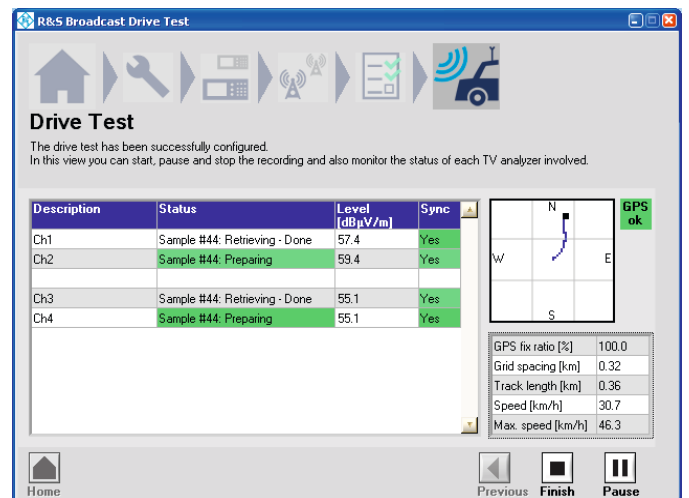 R&S Broadcast Drive Test
Drive Test
The drive test has been successfully configured.
In this view you can start, pause and stop the recording and also monitor the status of each TV analyzer involved.
Description Status Level [dBµV/m] Sync
Ch1 Sample #44: Retrieving - Done 57.4 Yes
Ch2 Sample #44: Preparing 59.4 Yes
Ch3 Sample #44: Retrieving - Done 55.1 Yes
Ch4 Sample #44: Preparing 55.1 Yes
N
W E
S
GPS
ok
GPS fix ratio [%] 100.0
Grid spacing [km] 0.32
Track length [km] 0.36
Speed [km/h] 30.7
Max. speed [km/h] 46.3
Home Previous Finish Pause